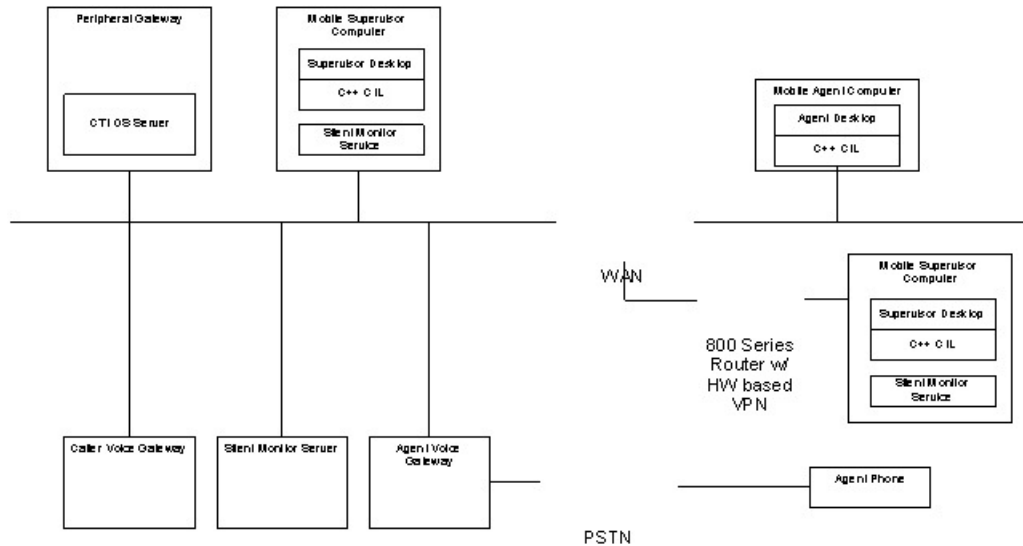 Peripheral Gateway
CTI OS Server
Mobile Supervisor
Computer
Supervisor Desktop
C++ CIL
Silent Monitor
Service
Mobile Agent Computer
Agent Desktop
C++ CIL
WAN
800 Series
Router w/
HW based
VPN
Mobile Supervisor
Computer
Supervisor Desktop
C++ CIL
Silent Monitor
Service
Caller Voice Gateway
Silent Monitor Server
Agent Voice
Gateway
Agent Phone
PSTN